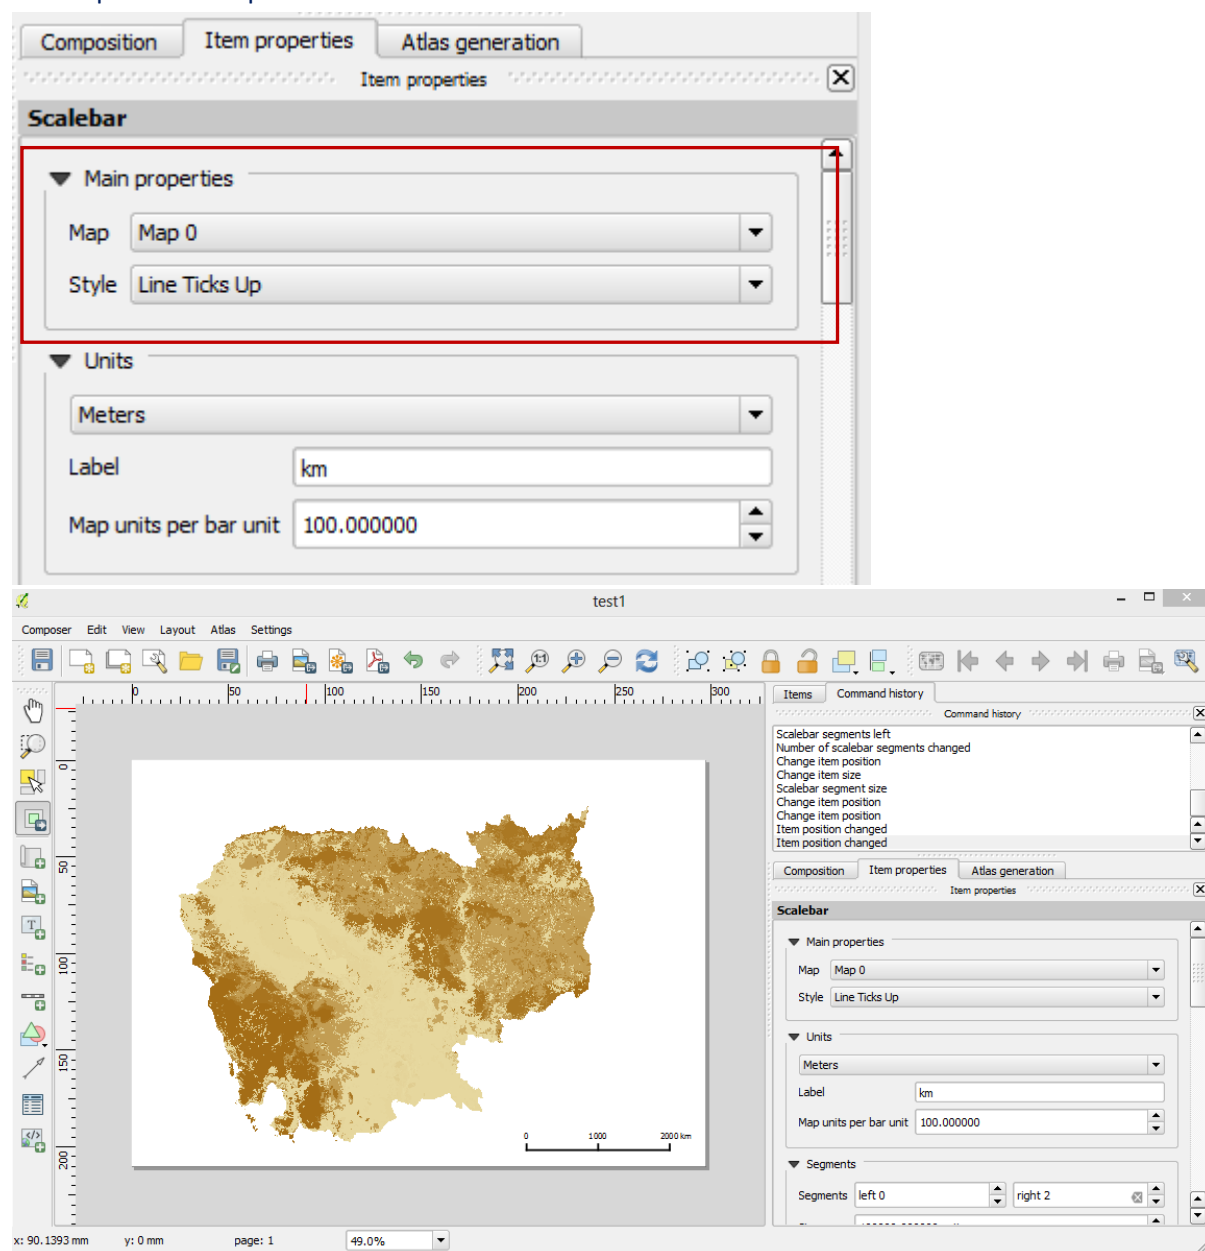 Composition Item properties Atlas generation
Item properties
Scalebar
Main properties
Map Map 0
Style Line Ticks Up
Units
Meters
Label km
Map units per bar unit 100.000000
test1
Composer Edit View Layout Atlas Settings
0 50 100 150 200 250 300
Items Command history
Command history
Scalebar segments left
Number of scalebar segments changed
Change item position
Change item size
Scalebar segment size
Change item position
Change item position
Item position changed
Item position changed
Composition Item properties Atlas generation
Item properties
Scalebar
Main properties
Map Map 0
Style Line Ticks Up
Units
Meters
Label km
Map units per bar unit 100.000000
Segments
Segments left 0 right 2
0
50
100
150
200
0 1000 2000 km
x: 90.1393 mm y: 0 mm page: 1 49.0%